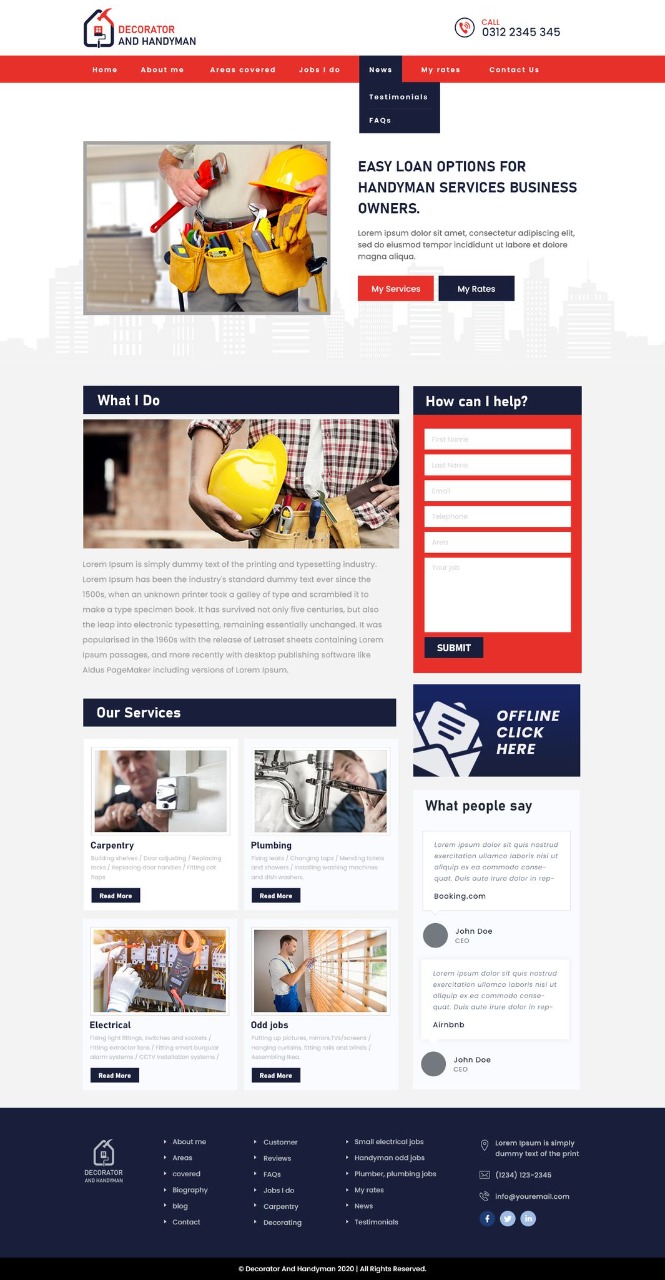 DECORATOR
AND HANDYMAN
CALL
0312 2345 345
Home About me Areas covered Jobs I do News My rates Contact Us
Testimonials
FAQs
EASY LOAN OPTIONS FOR
HANDYMAN SERVICES BUSINESS
OWNERS.
Lorem ipsum dolor sit amet, consectetur adipiscing elit,
sed do eiusmod tempor incididunt ut labore et dolore
magna aliqua.
My Services My Rates
What I Do
Lorem Ipsum is simply dummy text of the printing and typesetting industry.
Lorem Ipsum has been the industry's standard dummy text ever since the
1500s, when an unknown printer took a galley of type and scrambled it to
make a type specimen book. It has survived not only five centuries, but also
the leap into electronic typesetting, remaining essentially unchanged. It was
popularised in the 1960s with the release of Letraset sheets containing Lorem
Ipsum passages, and more recently with desktop publishing software like
Aldus PageMaker including versions of Lorem Ipsum.
How can I help?
First Name
Last Name
Email
Telephone
Area
Your job
SUBMIT
OFFLINE
CLICK
HERE
Our Services
Carpentry
Building shelves / Door adjusting / Replacing
locks / Replacing door handles / Fitting cat
flaps
Read More
Plumbing
Fixing leaks / Changing taps / Mending toilets
and showers / Installing washing machines
and dish washers.
Read More
Electrical
Fixing light fittings, switches and sockets /
Fitting extractor fans / Fitting smart burgular
alarm systems / CCTV installation systems /
Read More
Odd jobs
Putting up pictures, mirrors,TVs/screens /
Hanging curtains, fitting rails and blinds /
Assembling Ikea.
Read More
What people say
Lorem ipsum dolor sit quis nostrud
exercitation ullamco laboris nisi ut
aliquip ex ea commodo conse-
quat. Duis aute irure dolor in rep-
Booking.com
John Doe
CEO
Lorem ipsum dolor sit quis nostrud
exercitation ullamco laboris nisi ut
aliquip ex ea commodo conse-
quat. Duis aute irure dolor in rep-
Airnbnb
John Doe
CEO
DECORATOR
AND HANDYMAN
About me
Areas
covered
Biography
blog
Contact
Customer
Reviews
FAQs
Jobs I do
Carpentry
Decorating
Small electrical jobs
Handyman odd jobs
Plumber, plumbing jobs
My rates
News
Testimonials
Lorem Ipsum is simply
dummy text of the print
(1234) 123-2345
info@youremail.com
© Decorator And Handyman 2020 | All Rights Reserved.